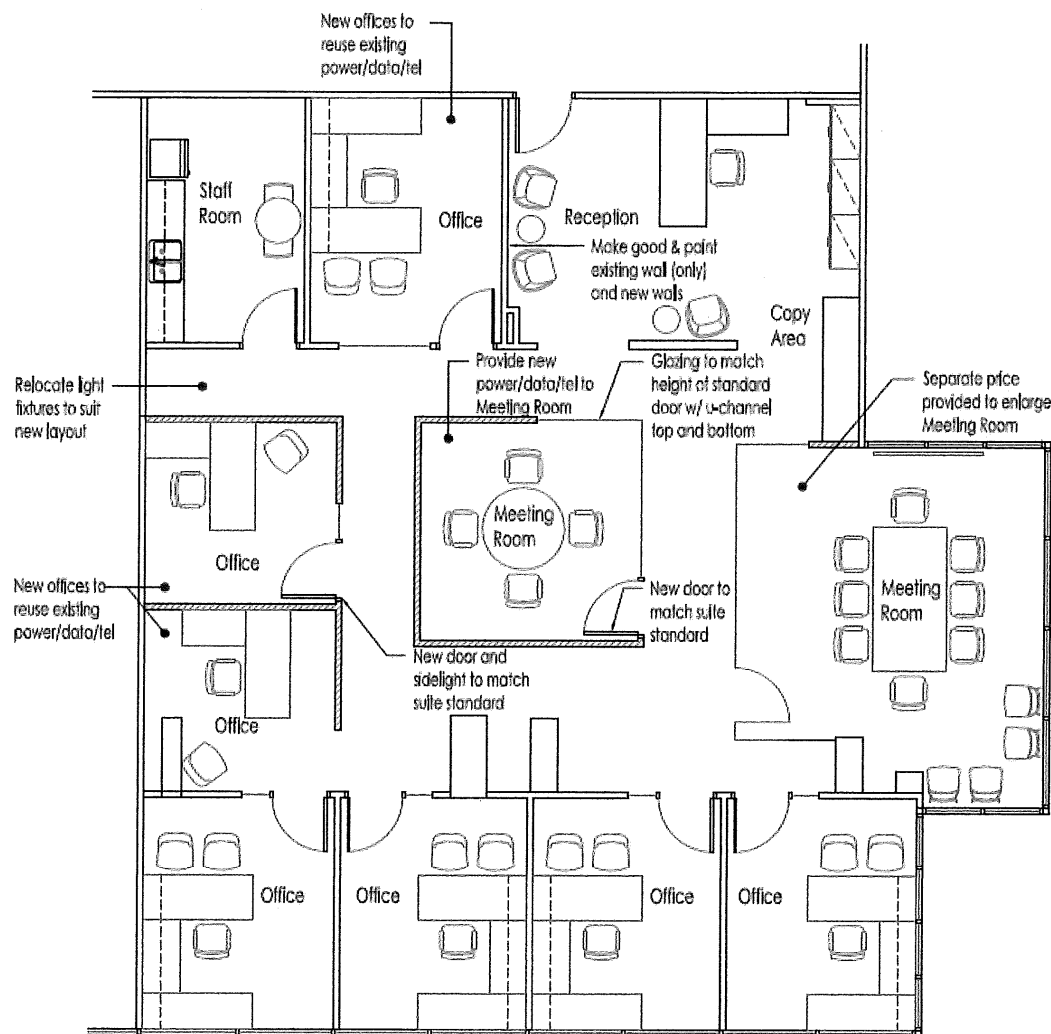 New offices to
reuse existing
power/data/tel
Staff
Room
Office
Reception
Make good & paint
existing wall (only)
and new walls
Copy
Area
Relocate light
fixtures to suit
new layout
Provide new
power/data/tel to
Meeting Room
Glazing to match
height of standard
door w/ u-channel
top and bottom
Separate price
provided to enlarge
Meeting Room
Meeting
Room
Office
New offices to
reuse existing
power/data/tel
New door to
match suite
standard
Meeting
Room
New door and
sidelight to match
suite standard
Office
Office
Office
Office
Office